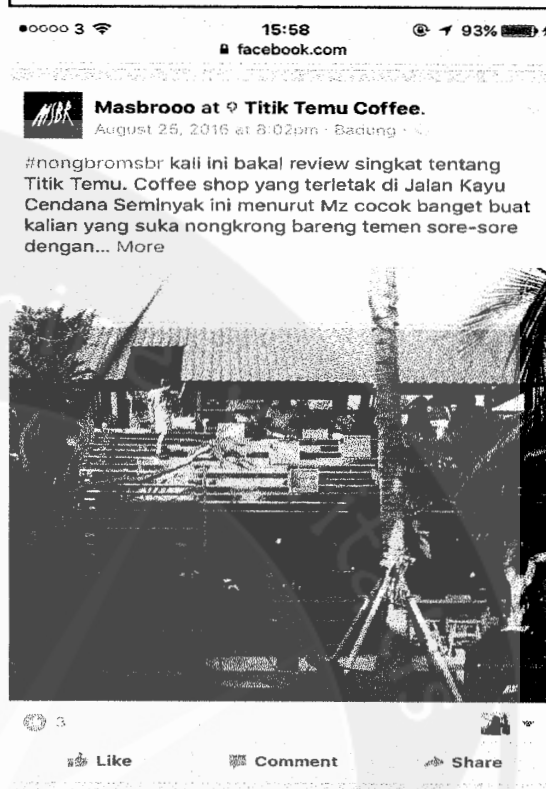 3 15:58 93%
facebook.com
MSBR
Masbrooo at Titik Temu Coffee.
August 25, 2016 at 8:02pm · Badung ·
#nongbromsbr kali ini bakal review singkat tentang
Titik Temu. Coffee shop yang terletak di Jalan Kayu
Cendana Seminyak ini menurut Mz cocok banget buat
kalian yang suka nongkrong bareng temen sore-sore
dengan... More
3
Like Comment Share